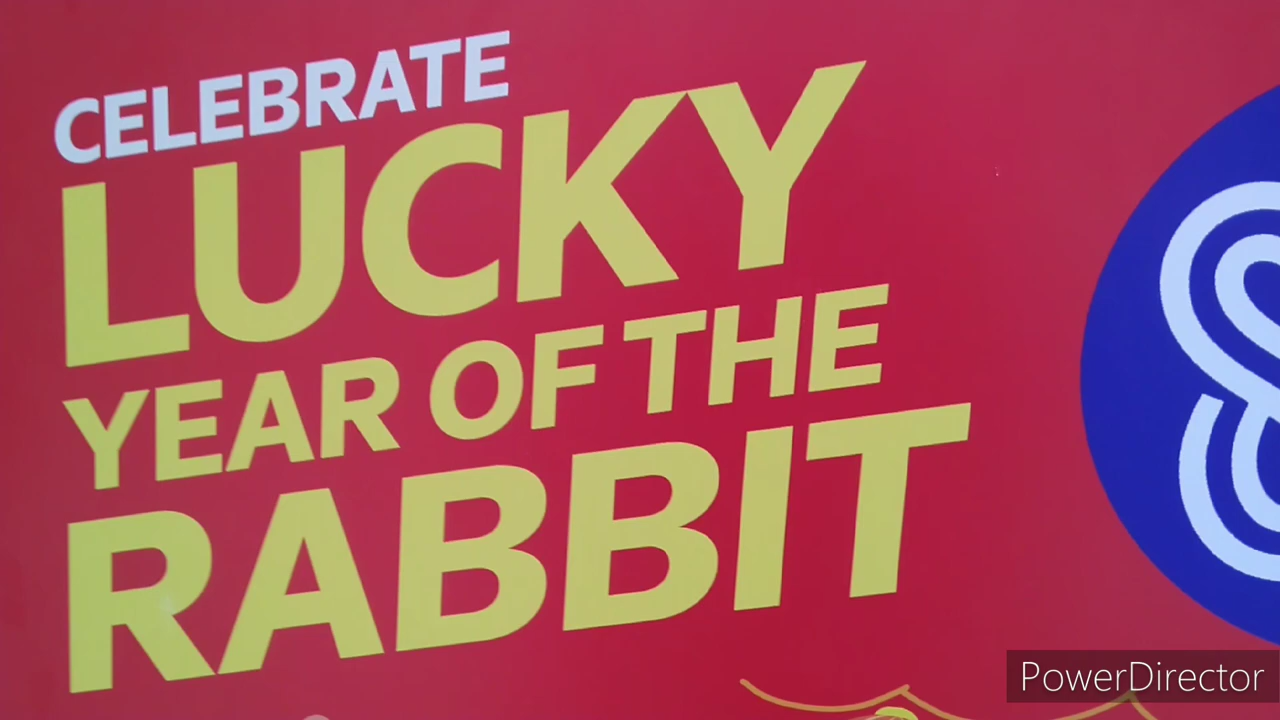 CELEBRATE
LUCKY
YEAR OF THE
RABBIT
PowerDirector